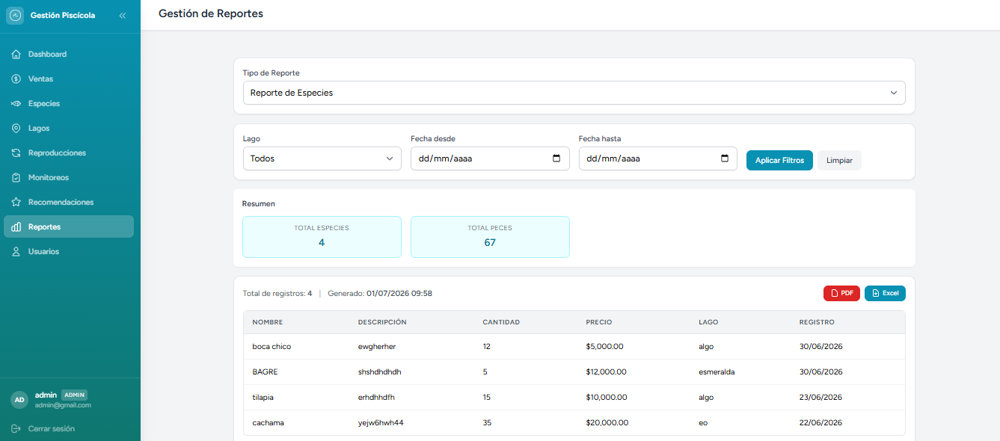 Gestión Piscícola
Dashboard
Ventas
Especies
Lagos
Reproducciones
Monitoreos
Recomendaciones
Reportes
Usuarios
AD
admin ADMIN
admin@gmail.com
Cerrar sesión
Gestión de Reportes
Tipo de Reporte
Reporte de Especies
Lago Fecha desde Fecha hasta
Todos dd/mm/aaaa dd/mm/aaaa Aplicar Filtros Limpiar
Resumen
TOTAL ESPECIES TOTAL PECES
4 67
Total de registros: 4 | Generado: 01/07/2026 09:58 PDF Excel
NOMBRE DESCRIPCIÓN CANTIDAD PRECIO LAGO REGISTRO
boca chico ewgherher 12 $5,000.00 algo 30/06/2026
BAGRE shshdhdhdh 5 $12,000.00 esmeralda 30/06/2026
tilapia erhdhhdfh 15 $10,000.00 algo 23/06/2026
cachama yejw6hwh44 35 $20,000.00 eo 22/06/2026